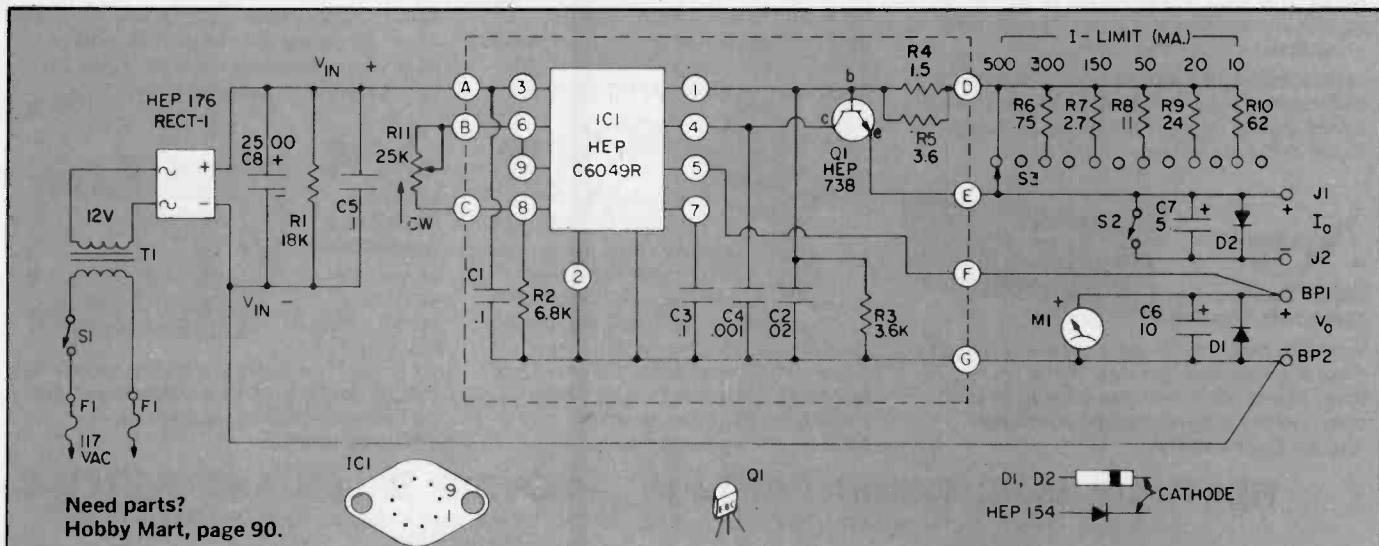 I-LIMIT (MA.)
500 300 150 50 20 10
HEP 176
RECT-1
VIN +
VIN -
12V
T1
S1
F1
F1
117
VAC
2500
C8 +
-
R1
18K
C5
.1
R11
25K
CW
A
B
C
3
6
9
8
2
IC1
HEP
C6049R
1
4
5
7
C1
.1
R2
6.8K
C3
.1
C4
.001
C2
.02
R3
3.6K
b
c
e
Q1
HEP
738
R4
1.5
R5
3.6
D
E
F
G
R6
.75
R7
2.7
R8
11
R9
24
R10
62
S3
S2
C7 +
5
D2
J1
+
Io
-
J2
BP1
+
Vo
-
BP2
+
M1
C6 +
10
D1
IC1
9
1
Q1
E B C
D1, D2
HEP 154
CATHODE
Need parts?
Hobby Mart, page 90.